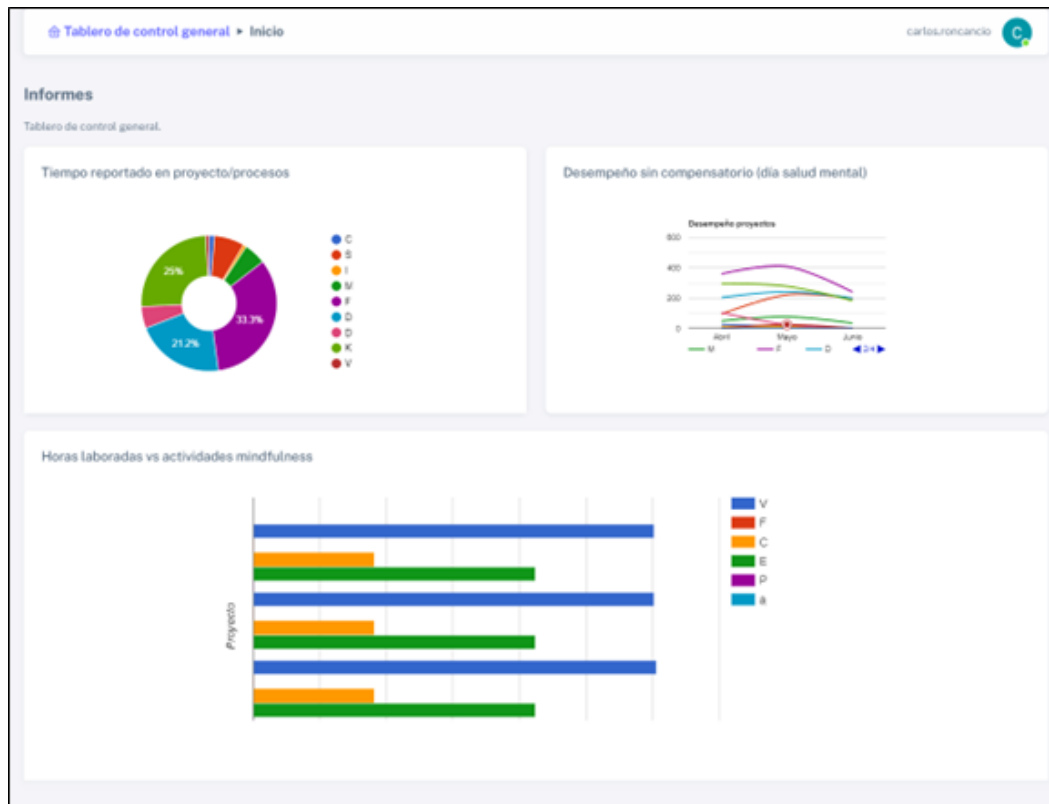 Tablero de control general ▸ Inicio
carlos.roncancio
C
Informes
Tablero de control general.
Tiempo reportado en proyecto/procesos
25%
33.3%
21.2%
C
S
I
M
F
D
D
K
V
Desempeño sin compensatorio (día salud mental)
Desempeño proyectos
600
400
200
0
Abril Mayo Junio
M F D 2/4
Horas laboradas vs actividades mindfulness
Proyecto
V
F
C
E
P
a